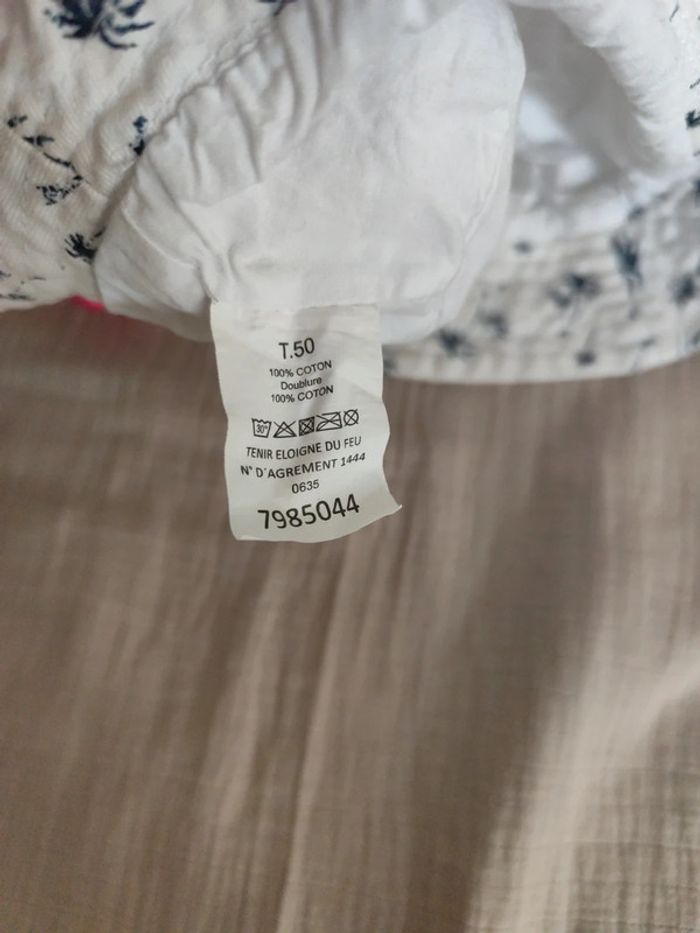 T.50
100% COTON
Doublure
100% COTON
30°
TENIR ELOIGNE DU FEU
N° D'AGREMENT 1444
0635
7985044